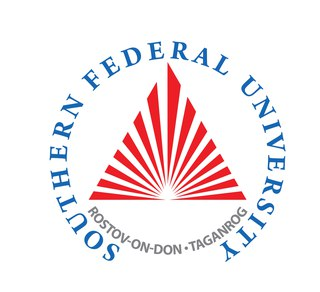 SOUTHERN FEDERAL UNIVERSITY
ROSTOV-ON-DON • TAGANROG